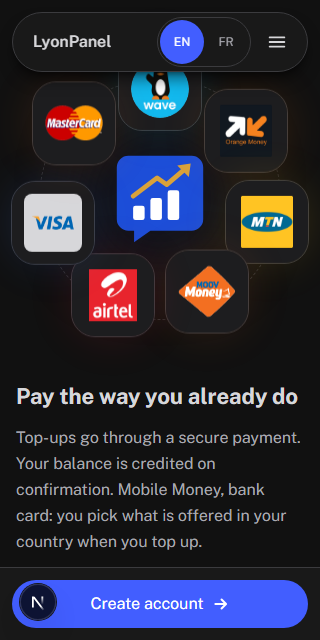 LyonPanel
EN
FR
wave
MasterCard
Orange Money
VISA
MTN
airtel
MOOV
Money
Pay the way you already do
Top-ups go through a secure payment.
Your balance is credited on
confirmation. Mobile Money, bank
card: you pick what is offered in your
country when you top up.
N
Create account →